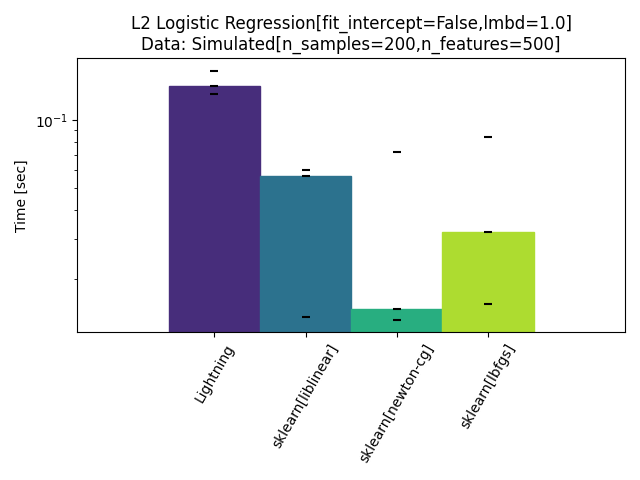 L2 Logistic Regression[fit_intercept=False,lmbd=1.0]
Data: Simulated[n_samples=200,n_features=500]
10⁻¹
Time [sec]
Lightning
sklearn[liblinear]
sklearn[newton-cg]
sklearn[lbfgs]